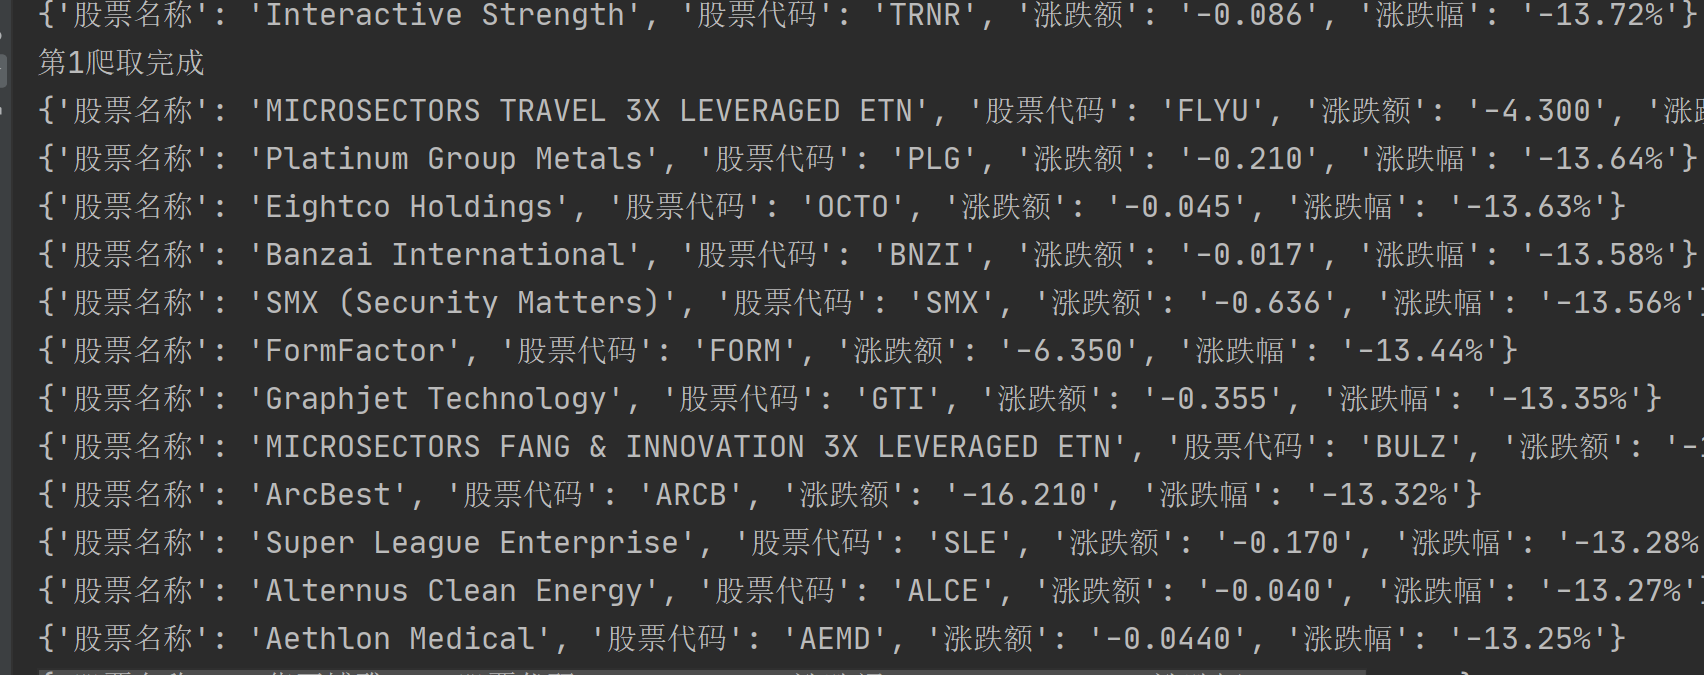 {'股票名称': 'Interactive Strength', '股票代码': 'TRNR', '涨跌额': '-0.086', '涨跌幅': '-13.72%'}
第1爬取完成
{'股票名称': 'MICROSECTORS TRAVEL 3X LEVERAGED ETN', '股票代码': 'FLYU', '涨跌额': '-4.300', '涨
{'股票名称': 'Platinum Group Metals', '股票代码': 'PLG', '涨跌额': '-0.210', '涨跌幅': '-13.64%'}
{'股票名称': 'Eightco Holdings', '股票代码': 'OCTO', '涨跌额': '-0.045', '涨跌幅': '-13.63%'}
{'股票名称': 'Banzai International', '股票代码': 'BNZI', '涨跌额': '-0.017', '涨跌幅': '-13.58%'}
{'股票名称': 'SMX (Security Matters)', '股票代码': 'SMX', '涨跌额': '-0.636', '涨跌幅': '-13.56%'
{'股票名称': 'FormFactor', '股票代码': 'FORM', '涨跌额': '-6.350', '涨跌幅': '-13.44%'}
{'股票名称': 'Graphjet Technology', '股票代码': 'GTI', '涨跌额': '-0.355', '涨跌幅': '-13.35%'}
{'股票名称': 'MICROSECTORS FANG & INNOVATION 3X LEVERAGED ETN', '股票代码': 'BULZ', '涨跌额': '-
{'股票名称': 'ArcBest', '股票代码': 'ARCB', '涨跌额': '-16.210', '涨跌幅': '-13.32%'}
{'股票名称': 'Super League Enterprise', '股票代码': 'SLE', '涨跌额': '-0.170', '涨跌幅': '-13.28%
{'股票名称': 'Alternus Clean Energy', '股票代码': 'ALCE', '涨跌额': '-0.040', '涨跌幅': '-13.27%'
{'股票名称': 'Aethlon Medical', '股票代码': 'AEMD', '涨跌额': '-0.0440', '涨跌幅': '-13.25%'}